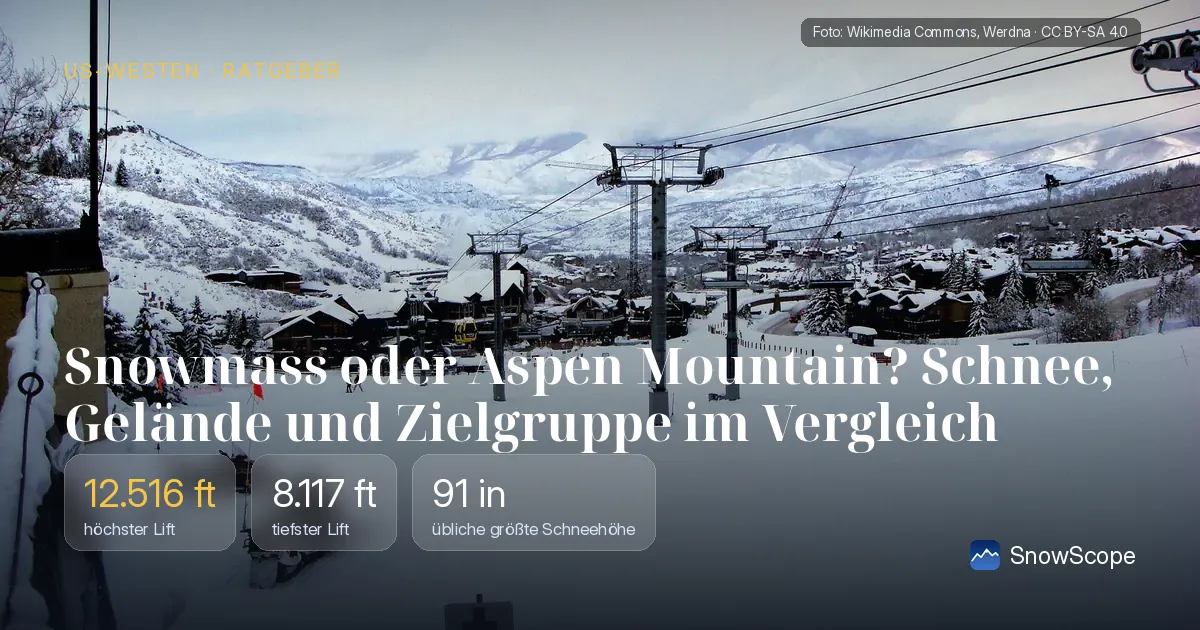 Foto: Wikimedia Commons, Werdna · CC BY-SA 4.0
US-WESTEN · RATGEBER
Snowmass oder Aspen Mountain? Schnee,
Gelände und Zielgruppe im Vergleich
12.516 ft
höchster Lift
8.117 ft
tiefster Lift
91 in
übliche größte Schneehöhe
SnowScope